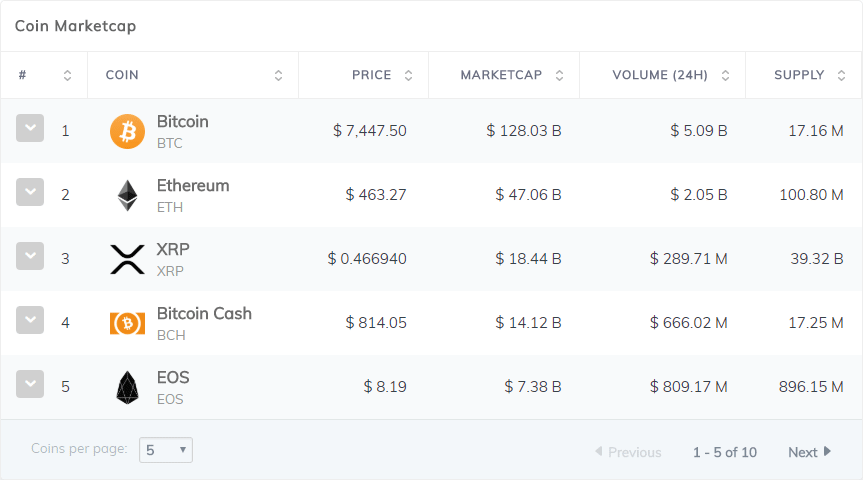 Coin Marketcap
# COIN PRICE MARKETCAP VOLUME (24H) SUPPLY
1 Bitcoin BTC $ 7,447.50 $ 128.03 B $ 5.09 B 17.16 M
2 Ethereum ETH $ 463.27 $ 47.06 B $ 2.05 B 100.80 M
3 XRP XRP $ 0.466940 $ 18.44 B $ 289.71 M 39.32 B
4 Bitcoin Cash BCH $ 814.05 $ 14.12 B $ 666.02 M 17.25 M
5 EOS EOS $ 8.19 $ 7.38 B $ 809.17 M 896.15 M
Coins per page: 5 Previous 1 - 5 of 10 Next